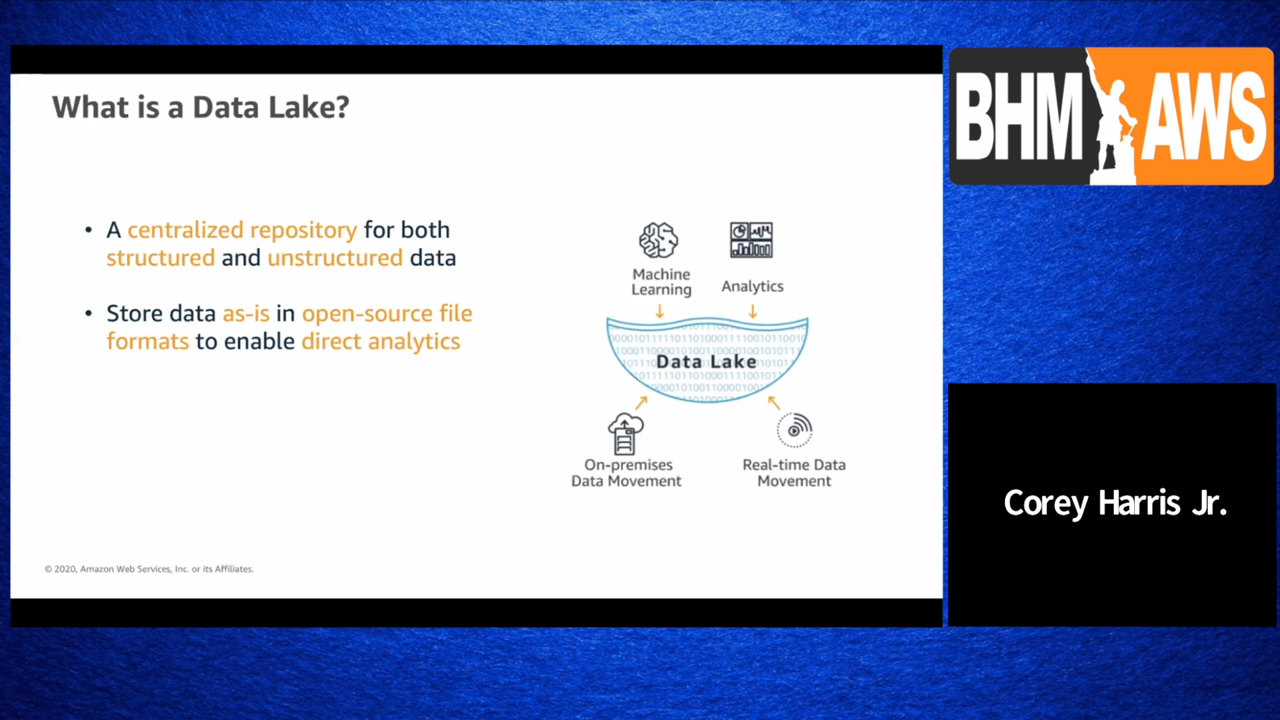 What is a Data Lake?
• A centralized repository for both
structured and unstructured data
• Store data as-is in open-source file
formats to enable direct analytics
Machine
Learning
Analytics
Data Lake
On-premises
Data Movement
Real-time Data
Movement
© 2020, Amazon Web Services, Inc. or its Affiliates.
BHM AWS
Corey Harris Jr.